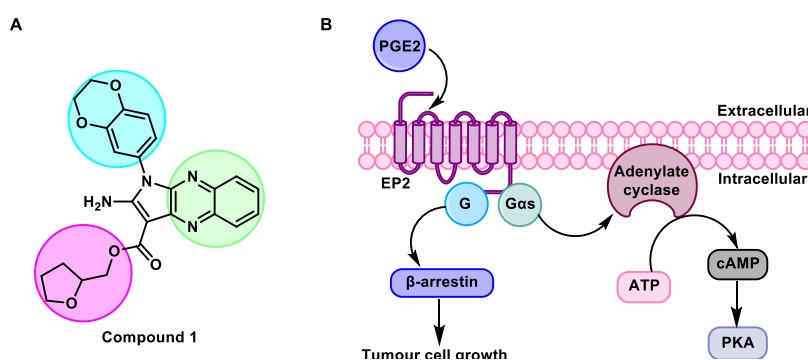 A
O
O
N
N
H₂N
N
O
O
O
Compound 1
B
PGE2
Extracellular
EP2
Intracellular
Adenylate
cyclase
G
Gαs
β-arrestin
ATP
cAMP
Tumour cell growth
PKA